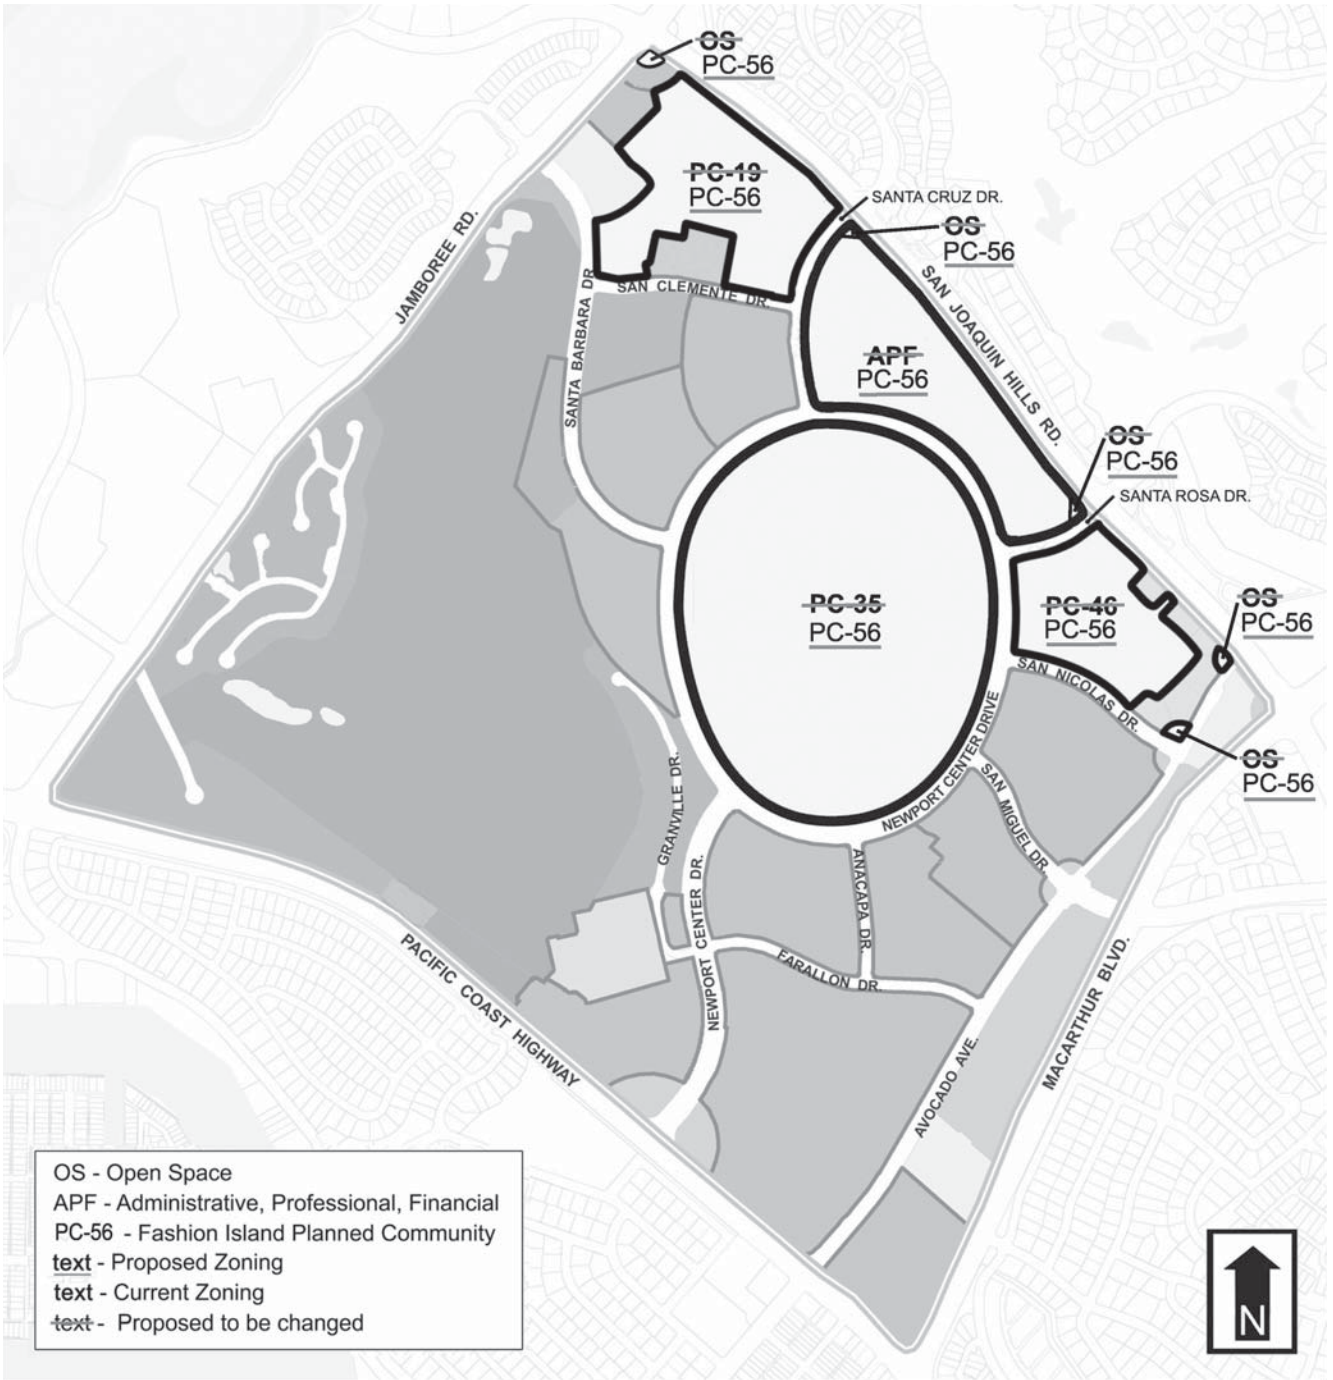 OS
PC-56
PC-19
PC-56
SANTA CRUZ DR.
OS
PC-56
JAMBOREE RD.
SAN CLEMENTE DR.
SANTA BARBARA DR
SAN JOAQUIN HILLS RD.
APF
PC-56
OS
PC-56
SANTA ROSA DR.
PC-35
PC-56
PC-46
PC-56
OS
PC-56
SAN NICOLAS DR.
OS
PC-56
NEWPORT CENTER DRIVE
SAN MIGUEL DR.
GRANVILLE DR.
NEWPORT CENTER DR.
ANACAPA DR.
FARALLON DR.
PACIFIC COAST HIGHWAY
AVOCADO AVE.
MACARTHUR BLVD.
OS - Open Space
APF - Administrative, Professional, Financial
PC-56 - Fashion Island Planned Community
text - Proposed Zoning
text - Current Zoning
text - Proposed to be changed
N